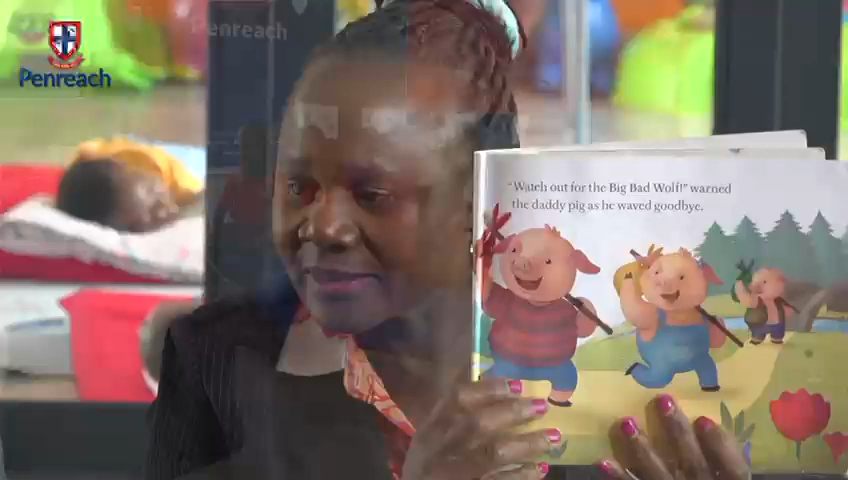 Penreach
Penreach
"Watch out for the Big Bad Wolf!" warned
the daddy pig as he waved goodbye.